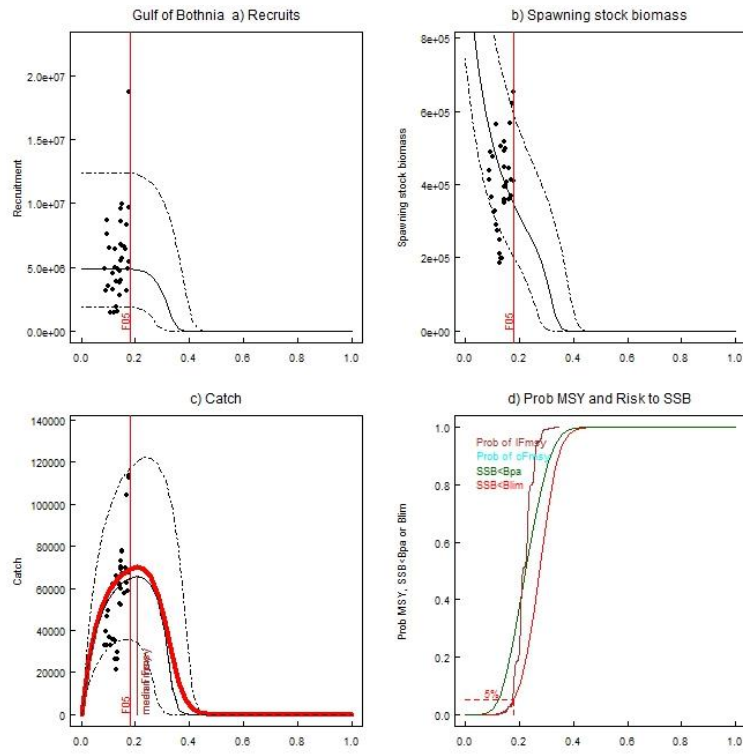 Gulf of Bothnia a) Recruits
2.0e+07
1.5e+07
1.0e+07
5.0e+06
0.0e+00
Recruitment
F05
0.0 0.2 0.4 0.6 0.8 1.0
b) Spawning stock biomass
8e+05
6e+05
4e+05
2e+05
0e+00
Spawning stock biomass
F05
0.0 0.2 0.4 0.6 0.8 1.0
c) Catch
140000
120000
100000
80000
60000
40000
20000
0
Catch
F05
median Fmsy
0.0 0.2 0.4 0.6 0.8 1.0
d) Prob MSY and Risk to SSB
1.0
0.8
0.6
0.4
0.2
0.0
Prob MSY, SSB<Bpa or Blim
Prob of lFmsy
Prob of cFmsy
SSB<Bpa
SSB<Blim
5%
0.0 0.2 0.4 0.6 0.8 1.0